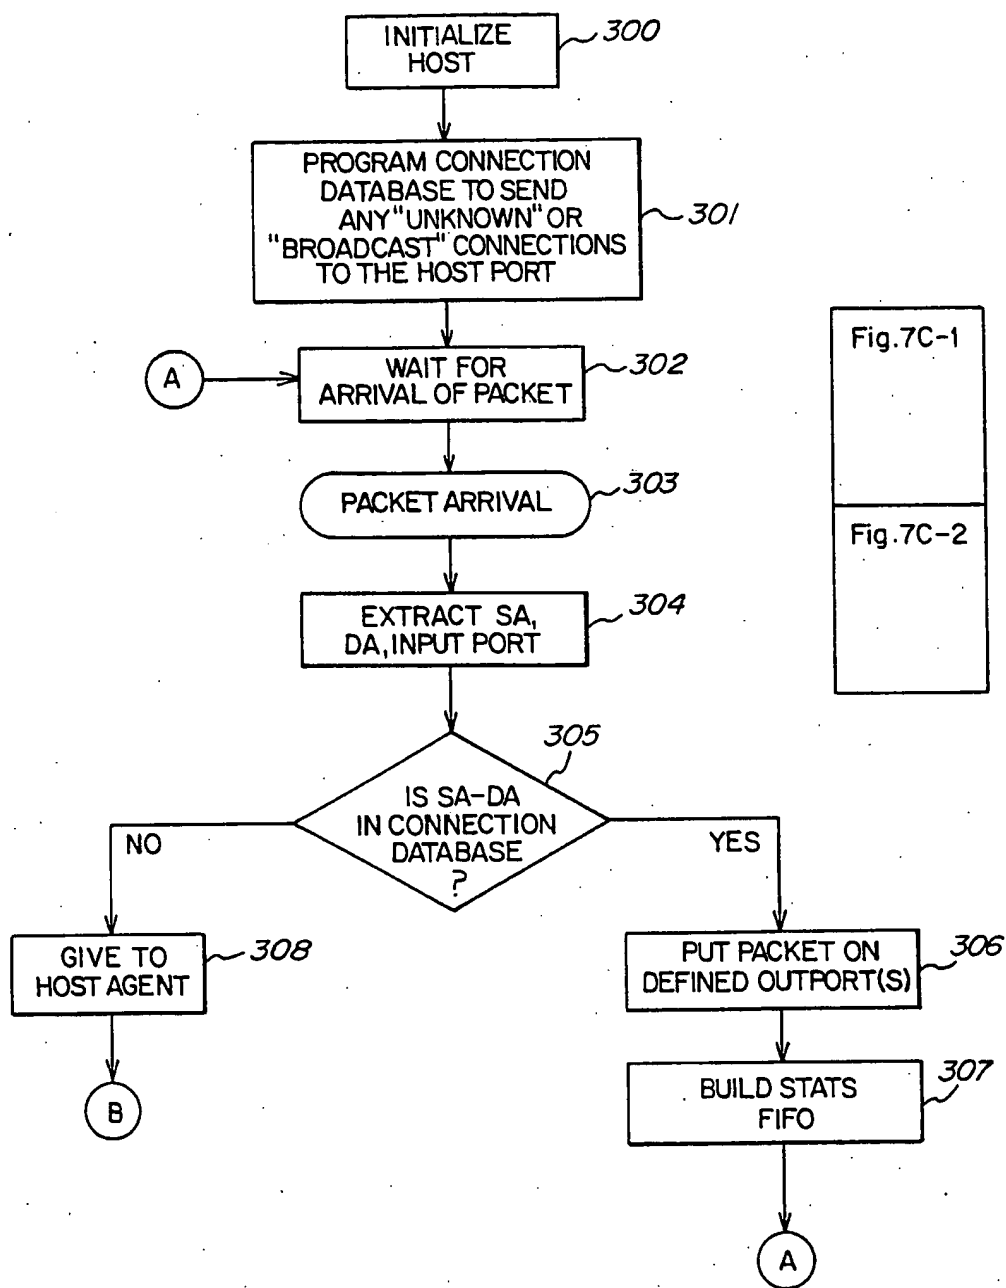 INITIALIZE
HOST
300
PROGRAM CONNECTION
DATABASE TO SEND
ANY "UNKNOWN" OR
"BROADCAST" CONNECTIONS
TO THE HOST PORT
301
A
WAIT FOR
ARRIVAL OF PACKET
302
PACKET ARRIVAL
303
EXTRACT SA,
DA, INPUT PORT
304
Fig.7C-1
Fig.7C-2
305
IS SA-DA
IN CONNECTION
DATABASE
?
NO
YES
GIVE TO
HOST AGENT
308
B
PUT PACKET ON
DEFINED OUTPORT(S)
306
BUILD STATS
FIFO
307
A